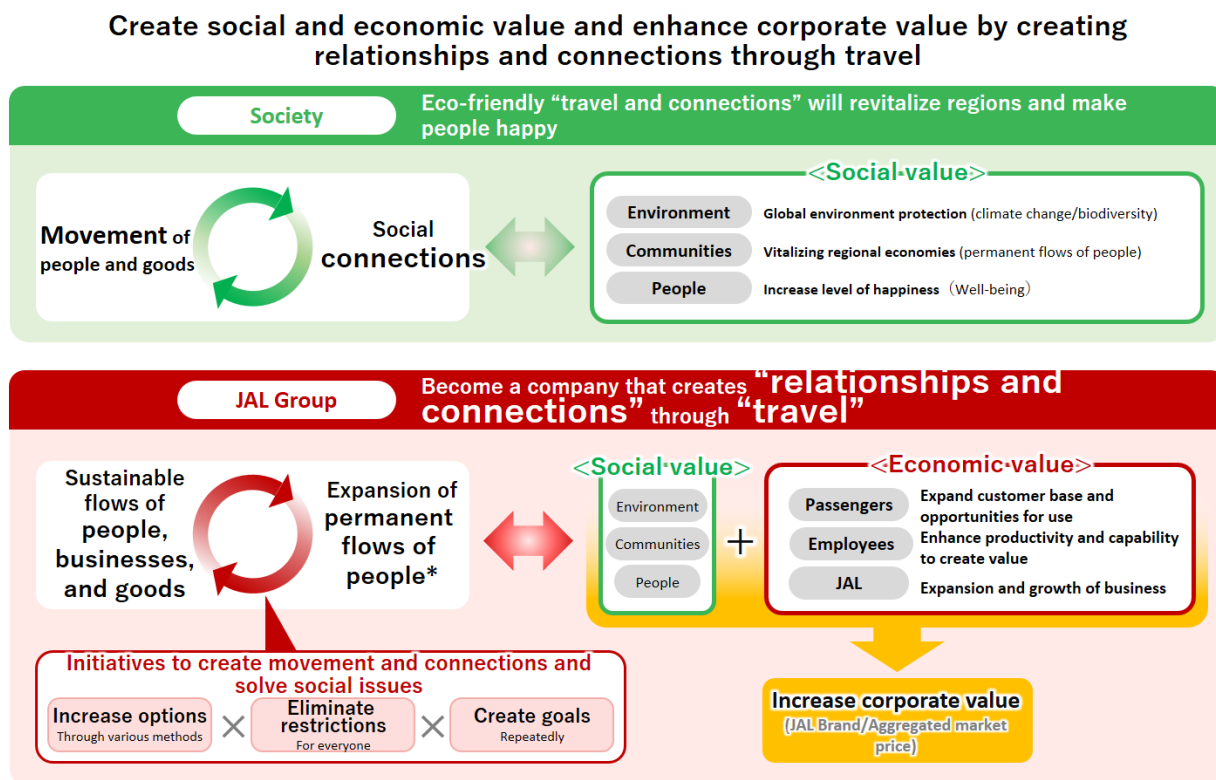 Create social and economic value and enhance corporate value by creating
relationships and connections through travel
Society
Eco-friendly “travel and connections” will revitalize regions and make
people happy
Movement of
people and goods
Social
connections
<Social value>
Environment
Global environment protection (climate change/biodiversity)
Communities
Vitalizing regional economies (permanent flows of people)
People
Increase level of happiness（Well-being）
JAL Group
Become a company that creates “relationships and
connections” through “travel”
Sustainable
flows of
people,
businesses,
and goods
Expansion of
permanent
flows of
people*
<Social value>
Environment
Communities
People
+
<Economic value>
Passengers
Expand customer base and
opportunities for use
Employees
Enhance productivity and capability
to create value
JAL
Expansion and growth of business
Initiatives to create movement and connections and
solve social issues
Increase options
Through various methods
×
Eliminate
restrictions
For everyone
×
Create goals
Repeatedly
Increase corporate value
(JAL Brand/Aggregated market
price)